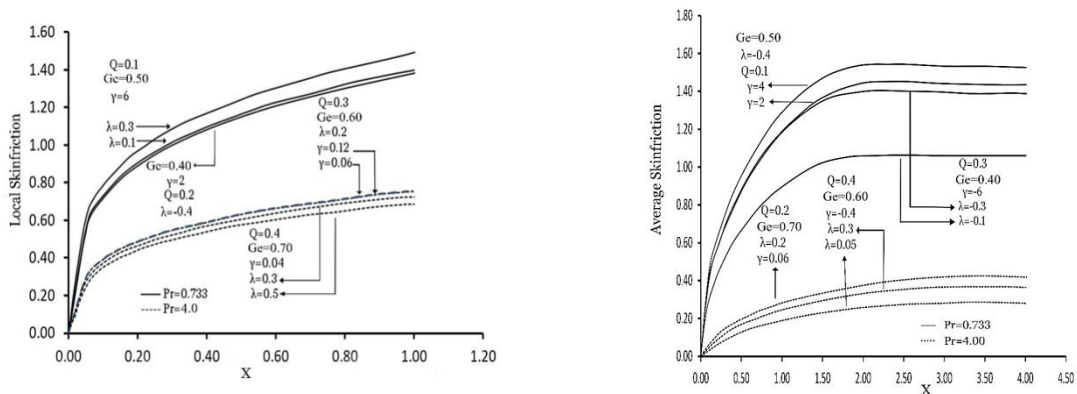 1.60
1.40
1.20
1.00
0.80
0.60
0.40
0.20
0.00
Local Skinfriction
Q=0.1
Ge=0.50
γ=6
λ=0.3
λ=0.1
Ge=0.40
γ=2
Q=0.2
λ=-0.4
Q=0.3
Ge=0.60
λ=0.2
γ=0.12
γ=0.06
Q=0.4
Ge=0.70
γ=0.04
λ=0.3
λ=0.5
Pr=0.733
Pr=4.0
0.00 0.20 0.40 0.60 0.80 1.00 1.20
X
1.80
1.60
1.40
1.20
1.00
0.80
0.60
0.40
0.20
0.00
Average Skinfriction
Ge=0.50
λ=-0.4
Q=0.1
γ=4
γ=2
Q=0.3
Ge=0.40
γ=-6
λ=-0.3
λ=-0.1
Q=0.4
Ge=0.60
γ=-0.4
λ=0.3
λ=0.05
Q=0.2
Ge=0.70
λ=0.2
γ=0.06
Pr=0.733
Pr=4.00
0.00 0.50 1.00 1.50 2.00 2.50 3.00 3.50 4.00 4.50
X